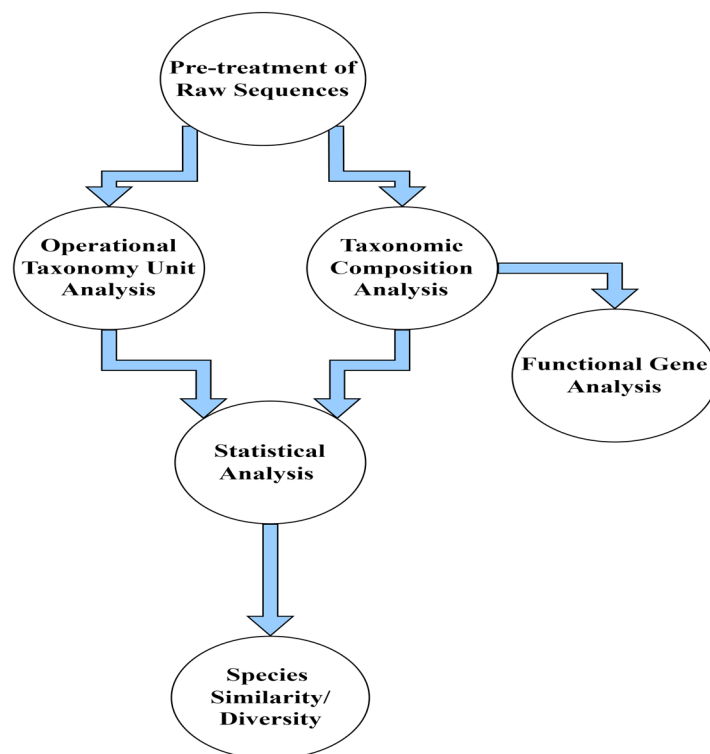 Pre-treatment of
Raw Sequences
Operational
Taxonomy Unit
Analysis
Taxonomic
Composition
Analysis
Functional Gene
Analysis
Statistical
Analysis
Species
Similarity/
Diversity